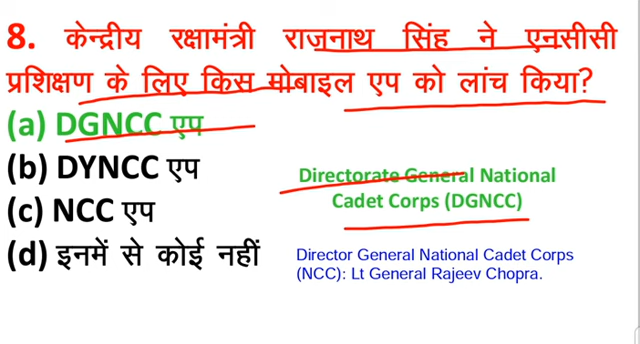 8. केन्द्रीय रक्षामंत्री राजनाथ सिंह ने एनसीसी
प्रशिक्षण के लिए किस मोबाइल एप को लांच किया?
(a) DGNCC एप
(b) DYNCC एप
(c) NCC एप
(d) इनमें से कोई नहीं
Directorate General National
Cadet Corps (DGNCC)
Director General National Cadet Corps
(NCC): Lt General Rajeev Chopra.